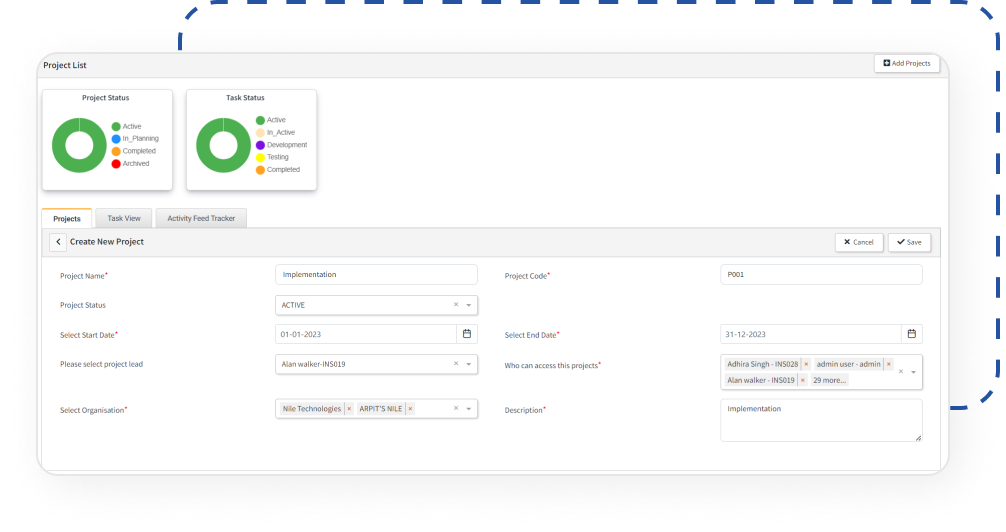 Project List
Add Projects
Project Status
Active
In_Planning
Completed
Archived
Task Status
Active
In_Active
Development
Testing
Completed
Projects
Task View
Activity Feed Tracker
Create New Project
Cancel
Save
Project Name*
Implementation
Project Code*
P001
Project Status
ACTIVE
Select Start Date*
01-01-2023
Select End Date*
31-12-2023
Please select project lead
Alan walker-INS019
Who can access this projects*
Adhira Singh - INS028 × admin user - admin ×
Alan walker - INS019 × 29 more...
Select Organisation*
Nile Technologies × ARPIT'S NILE ×
Description*
Implementation